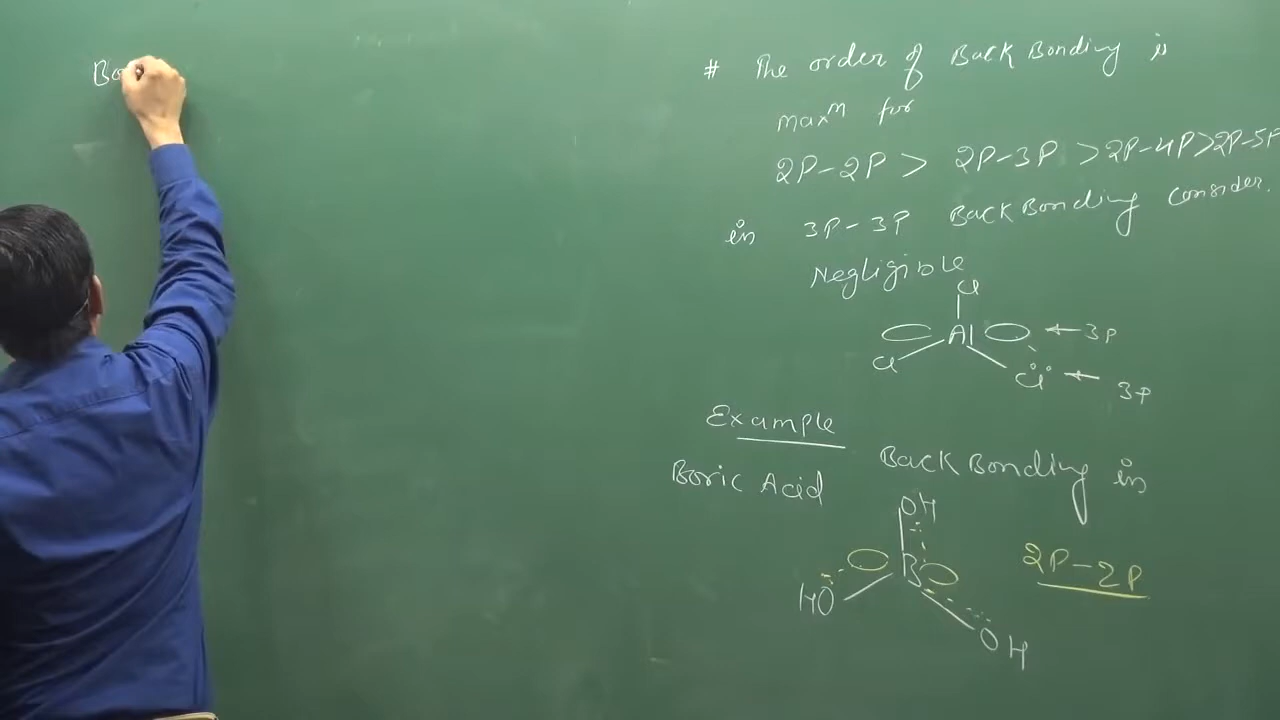 Bo
# The order of Back Bonding is
maxᵐ for
2P-2P > 2P-3P > 2P-4P > 2P-5P
in 3P-3P Back Bonding consider.
Negligible
Cl
Al ← 3P
Cl Cl ← 3P
Example
Boric Acid Back Bonding in
OH
B 2P-2P
HO
OH